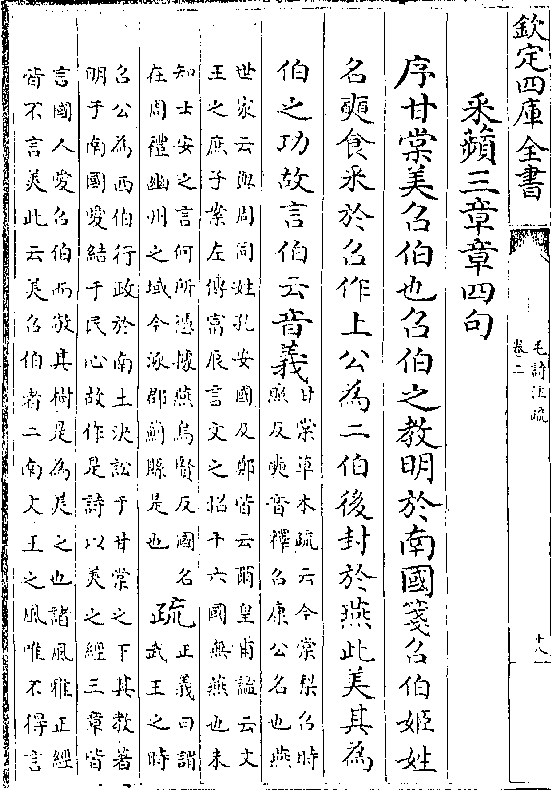 欽定四庫全書
毛詩注疏
卷二
十八
采蘋三章章四句
序甘棠美召伯也召伯之教明於南國箋召伯姬姓
名奭食采於召作上公為二伯後封於燕此美其為
伯之功故言伯云音義甘棠草木疏云今棠棃召時
照反奭音釋召康公名也燕
世家云與周同姓孔安國及鄭皆云爾皇甫謐云文
王之庶子案左傳富辰言文之昭十六國無燕也未
知士安之言何所憑據燕烏賢反國名
在周禮幽州之域今涿郡薊縣是也疏正義曰謂
武王之時
召公為西伯行政於南土決訟于甘棠之下其教著
明于南國愛結于民心故作是詩以美之經三章皆
言國人愛召伯而敬其樹是為美之也諸風雅正經
皆不言美此云美召伯者二南文王之風唯不得言